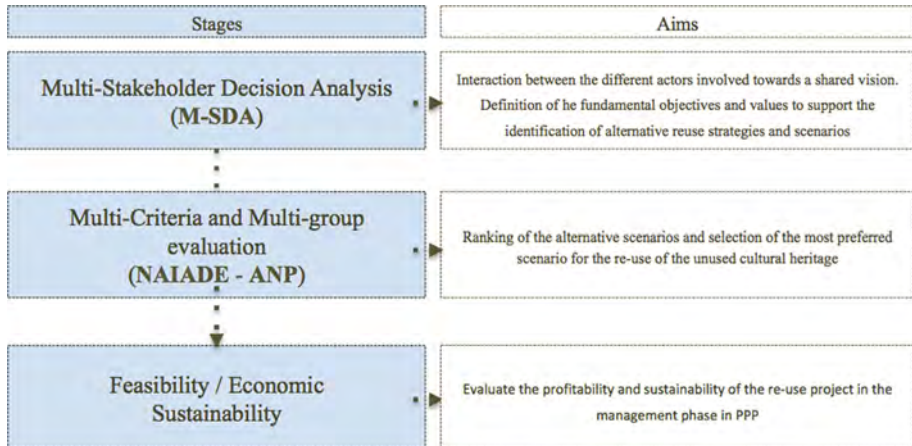 Stages
Aims
Multi-Stakeholder Decision Analysis
(M-SDA)
Interaction between the different actors involved towards a shared vision.
Definition of he fundamental objectives and values to support the
identification of alternative reuse strategies and scenarios
Multi-Criteria and Multi-group
evaluation
(NAIADE - ANP)
Ranking of the alternative scenarios and selection of the most preferred
scenario for the re-use of the unused cultural heritage
Feasibility / Economic
Sustainability
Evaluate the profitability and sustainability of the re-use project in the
management phase in PPP